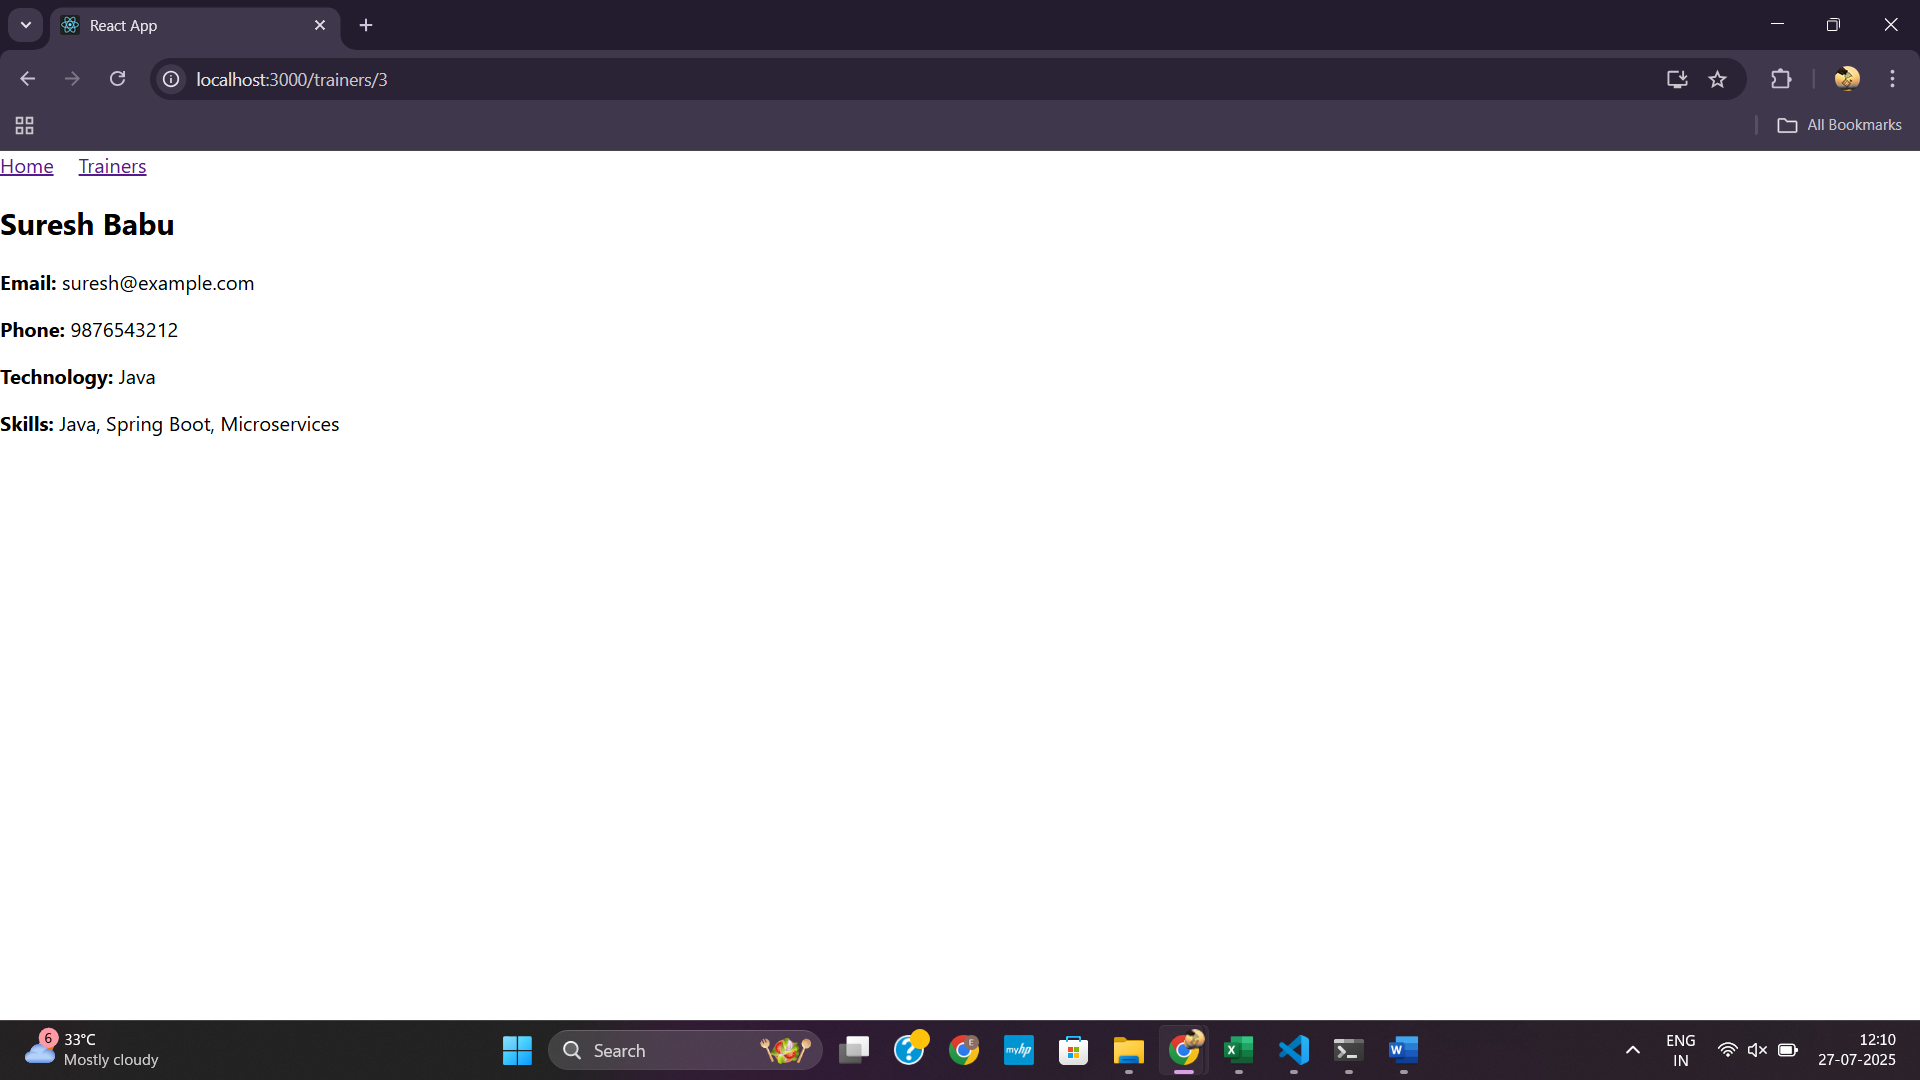 React App
localhost:3000/trainers/3
All Bookmarks
Home Trainers
Suresh Babu
Email: suresh@example.com
Phone: 9876543212
Technology: Java
Skills: Java, Spring Boot, Microservices
6
33°C
Mostly cloudy
Search
?
E
myhp
X
W
ENG
IN
12:10
27-07-2025